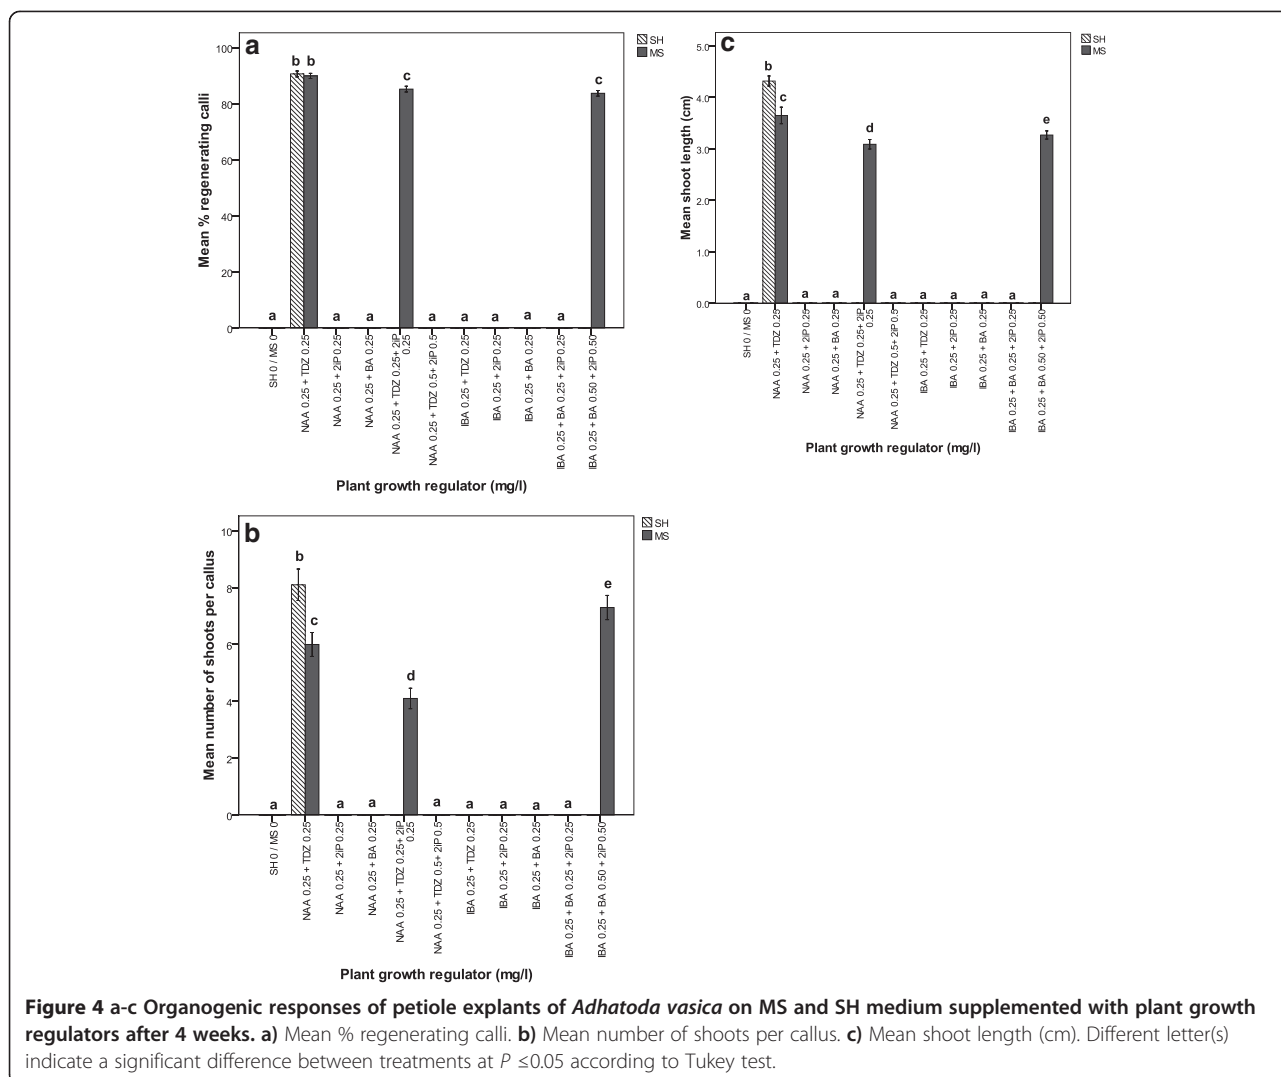 a
SH
MS
100
80
60
40
20
0
Mean % regenerating calli
b b
c
c
a a a a a a a a
SH 0 / MS 0
NAA 0.25 + TDZ 0.25
NAA 0.25 + 2iP 0.25
NAA 0.25 + BA 0.25
NAA 0.25 + TDZ 0.25+ 2iP
0.25
NAA 0.25 + TDZ 0.5+ 2iP 0.5
IBA 0.25 + TDZ 0.25
IBA 0.25 + 2iP 0.25
IBA 0.25 + BA 0.25
IBA 0.25 + BA 0.25 + 2iP 0.25
IBA 0.25 + BA 0.50 + 2iP 0.50
Plant growth regulator (mg/l)
c
SH
MS
5.0
4.0
3.0
2.0
1.0
0.0
Mean shoot length (cm)
b
c
d
e
a a a a a a a a
SH 0 / MS 0
NAA 0.25 + TDZ 0.25
NAA 0.25 + 2iP 0.25
NAA 0.25 + BA 0.25
NAA 0.25 + TDZ 0.25+ 2iP
0.25
NAA 0.25 + TDZ 0.5+ 2iP 0.5
IBA 0.25 + TDZ 0.25
IBA 0.25 + 2iP 0.25
IBA 0.25 + BA 0.25
IBA 0.25 + BA 0.25 + 2iP 0.25
IBA 0.25 + BA 0.50 + 2iP 0.50
Plant growth regulator (mg/l)
b
SH
MS
10
8
6
4
2
0
Mean number of shoots per callus
b
c
d
e
a a a a a a a a
SH 0 / MS 0
NAA 0.25 + TDZ 0.25
NAA 0.25 + 2iP 0.25
NAA 0.25 + BA 0.25
NAA 0.25 + TDZ 0.25+ 2iP
0.25
NAA 0.25 + TDZ 0.5+ 2iP 0.5
IBA 0.25 + TDZ 0.25
IBA 0.25 + 2iP 0.25
IBA 0.25 + BA 0.25
IBA 0.25 + BA 0.25 + 2iP 0.25
IBA 0.25 + BA 0.50 + 2iP 0.50
Plant growth regulator (mg/l)
Figure 4 a-c Organogenic responses of petiole explants of Adhatoda vasica on MS and SH medium supplemented with plant growth
regulators after 4 weeks. a) Mean % regenerating calli. b) Mean number of shoots per callus. c) Mean shoot length (cm). Different letter(s)
indicate a significant difference between treatments at P ≤0.05 according to Tukey test.